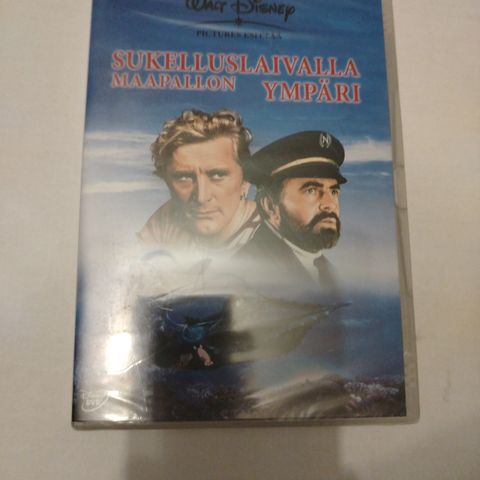 WALT DISNEY
PICTURES ESITTÄÄ
SUKELLUSLAIVALLA
MAAPALLON YMPÄRI
N